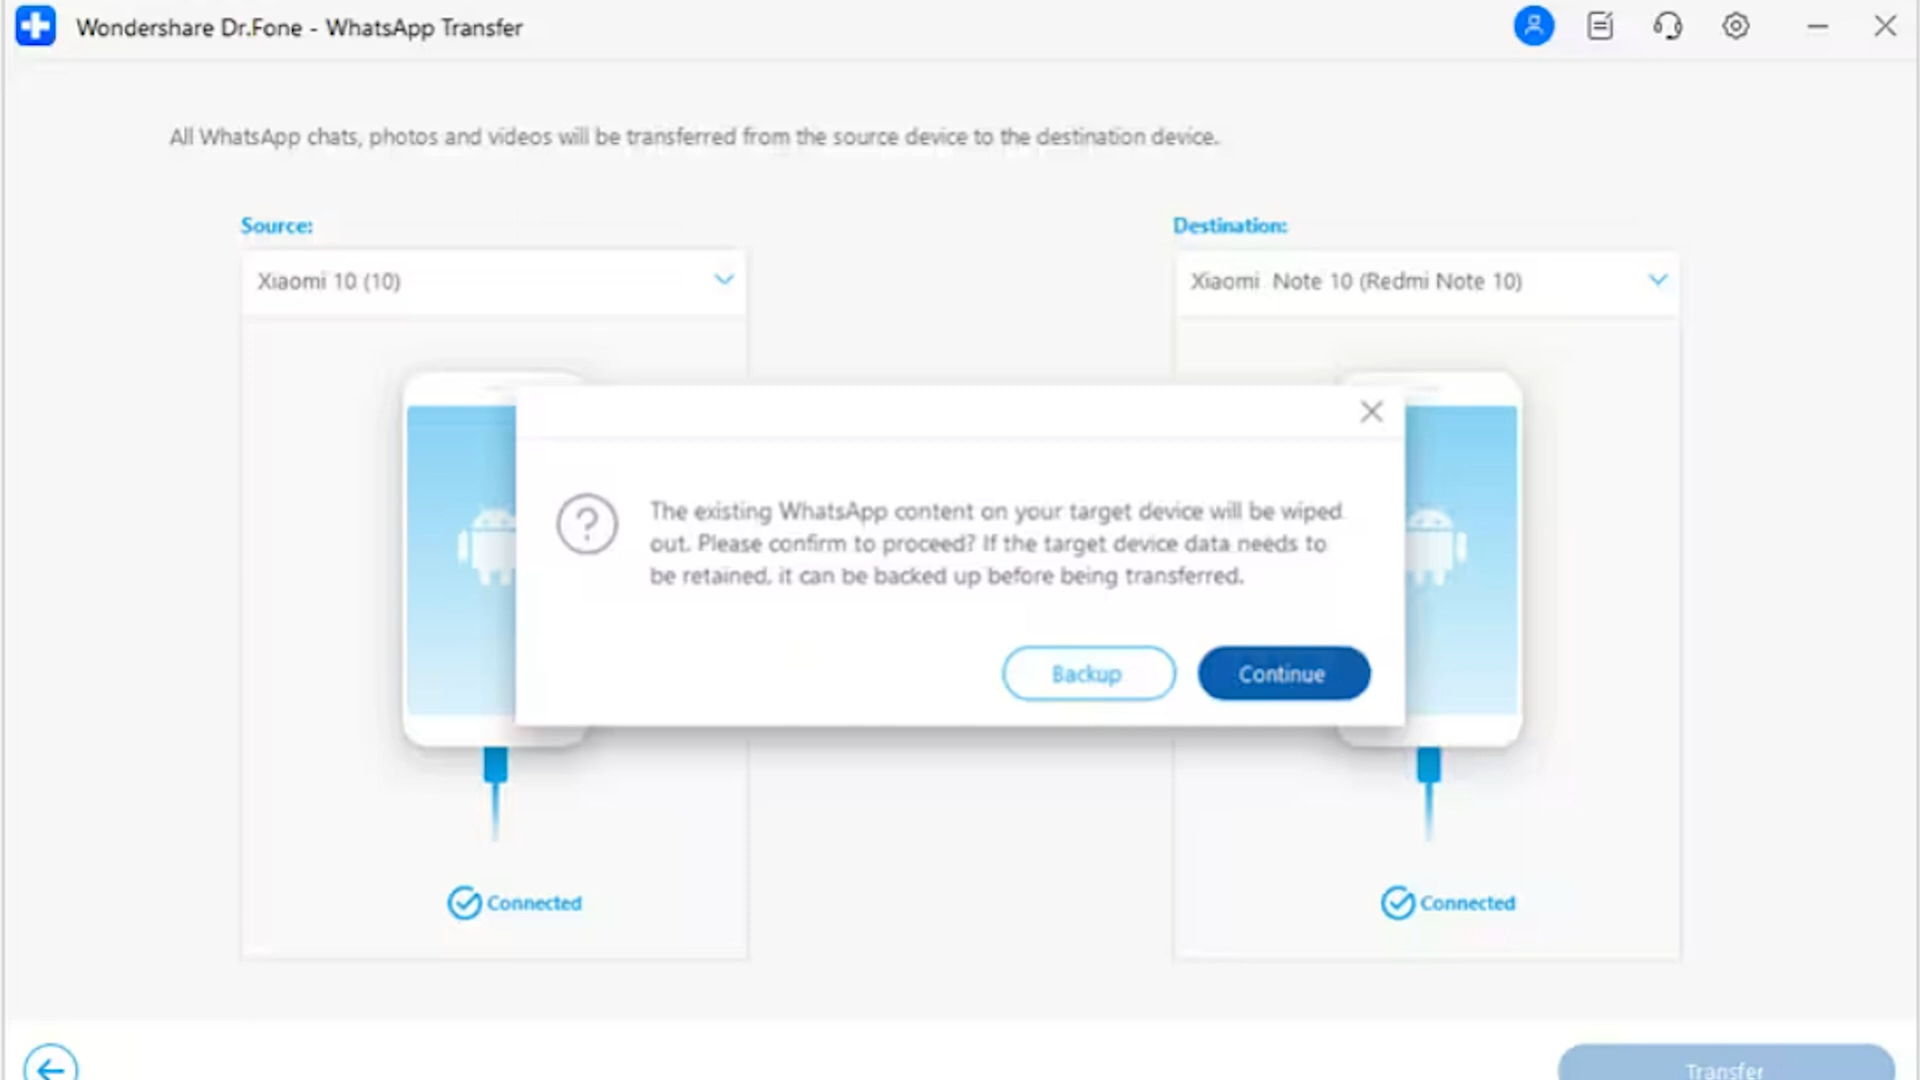 Wondershare Dr.Fone - WhatsApp Transfer
All WhatsApp chats, photos and videos will be transferred from the source device to the destination device.
Source:
Destination:
Xiaomi 10 (10)
Xiaomi Note 10 (Redmi Note 10)
The existing WhatsApp content on your target device will be wiped
out. Please confirm to proceed? If the target device data needs to
be retained, it can be backed up before being transferred.
Backup
Continue
Connected
Connected
Transfer